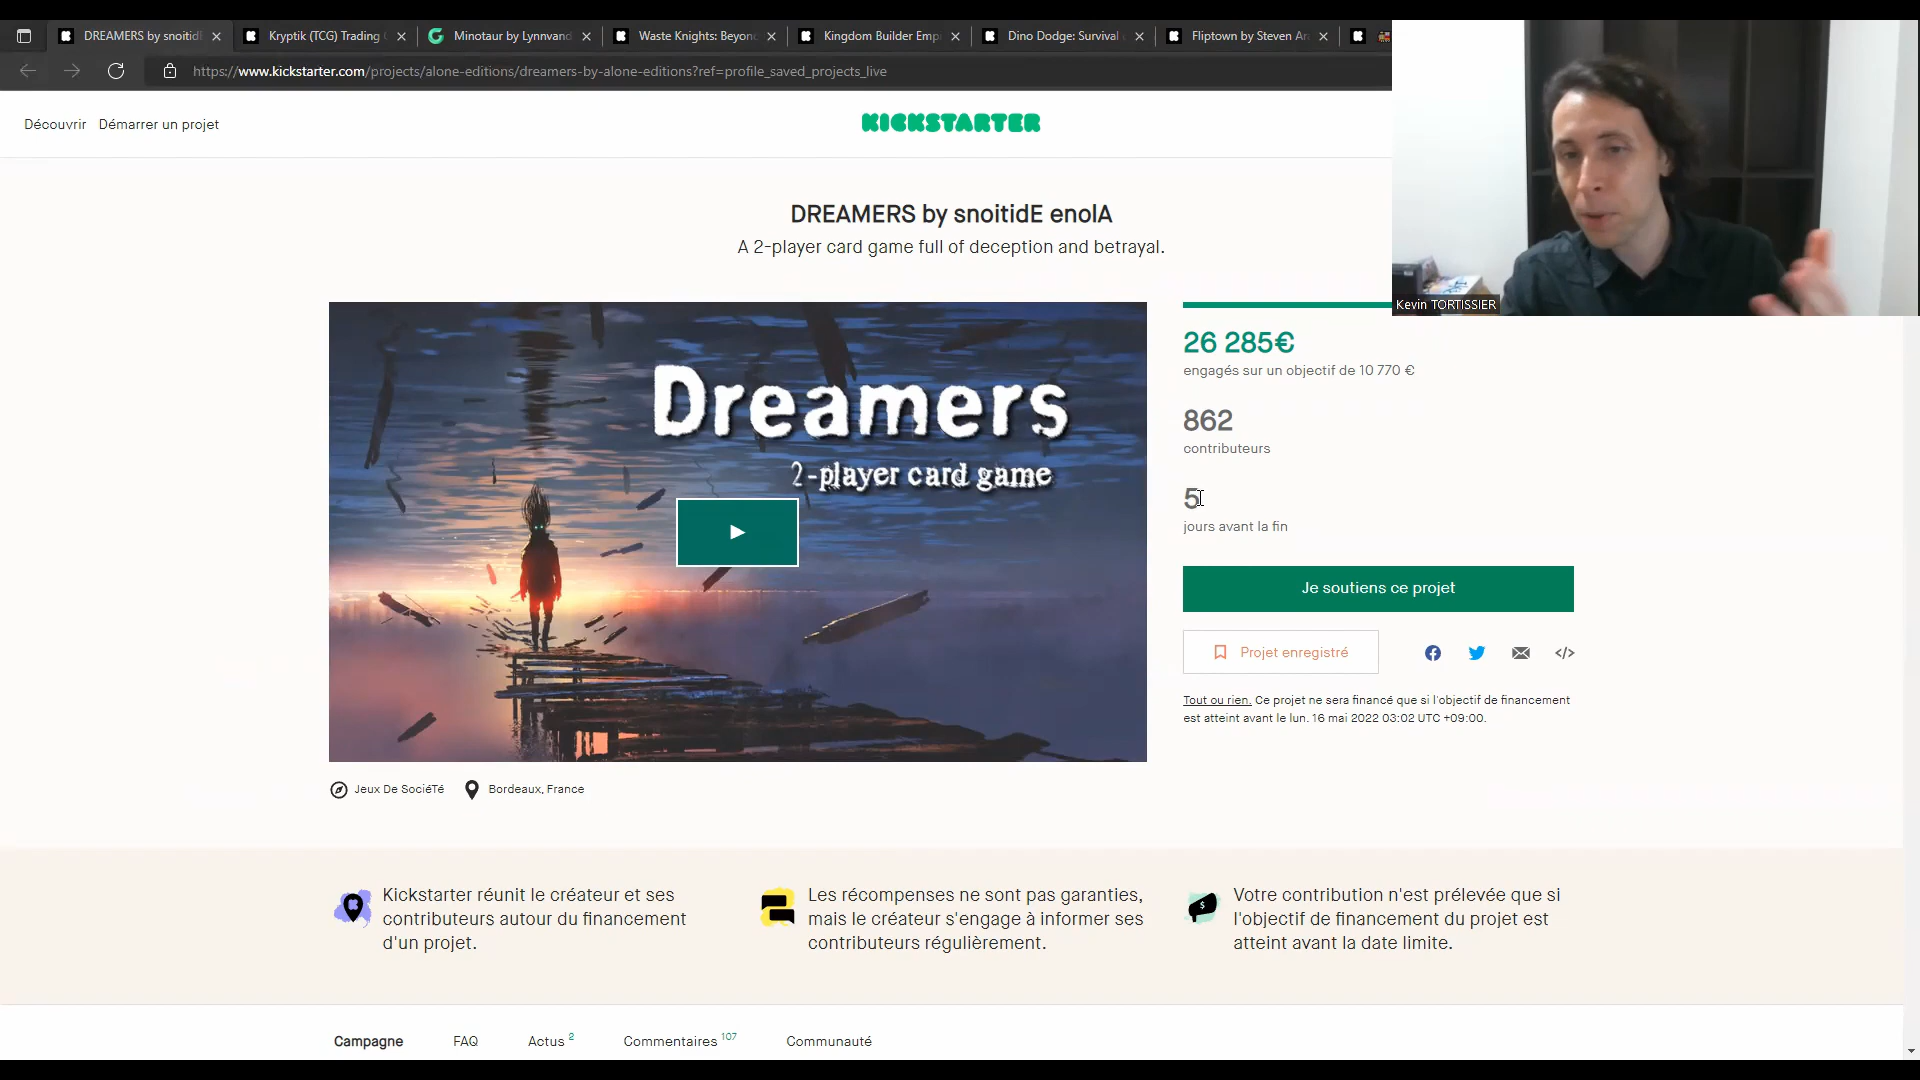 DREAMERS by snoitidE
Kryptik (TCG) Trading
Minotaur by Lynnvand
Waste Knights: Beyon
Kingdom Builder Emp
Dino Dodge: Survival
Fliptown by Steven Ar
https://www.kickstarter.com/projects/alone-editions/dreamers-by-alone-editions?ref=profile_saved_projects_live
Découvrir Démarrer un projet
KICKSTARTER
Kevin TORTISSIER
DREAMERS by snoitidE enolA
A 2-player card game full of deception and betrayal.
Dreamers
2-player card game
26 285€
engagés sur un objectif de 10 770 €
862
contributeurs
5
jours avant la fin
Je soutiens ce projet
Projet enregistré
</>
Tout ou rien. Ce projet ne sera financé que si l'objectif de financement
est atteint avant le lun. 16 mai 2022 03:02 UTC +09:00.
Jeux De SociéTé Bordeaux, France
Kickstarter réunit le créateur et ses
contributeurs autour du financement
d'un projet.
Les récompenses ne sont pas garanties,
mais le créateur s'engage à informer ses
contributeurs régulièrement.
Votre contribution n'est prélevée que si
l'objectif de financement du projet est
atteint avant la date limite.
Campagne FAQ Actus 2 Commentaires 107 Communauté